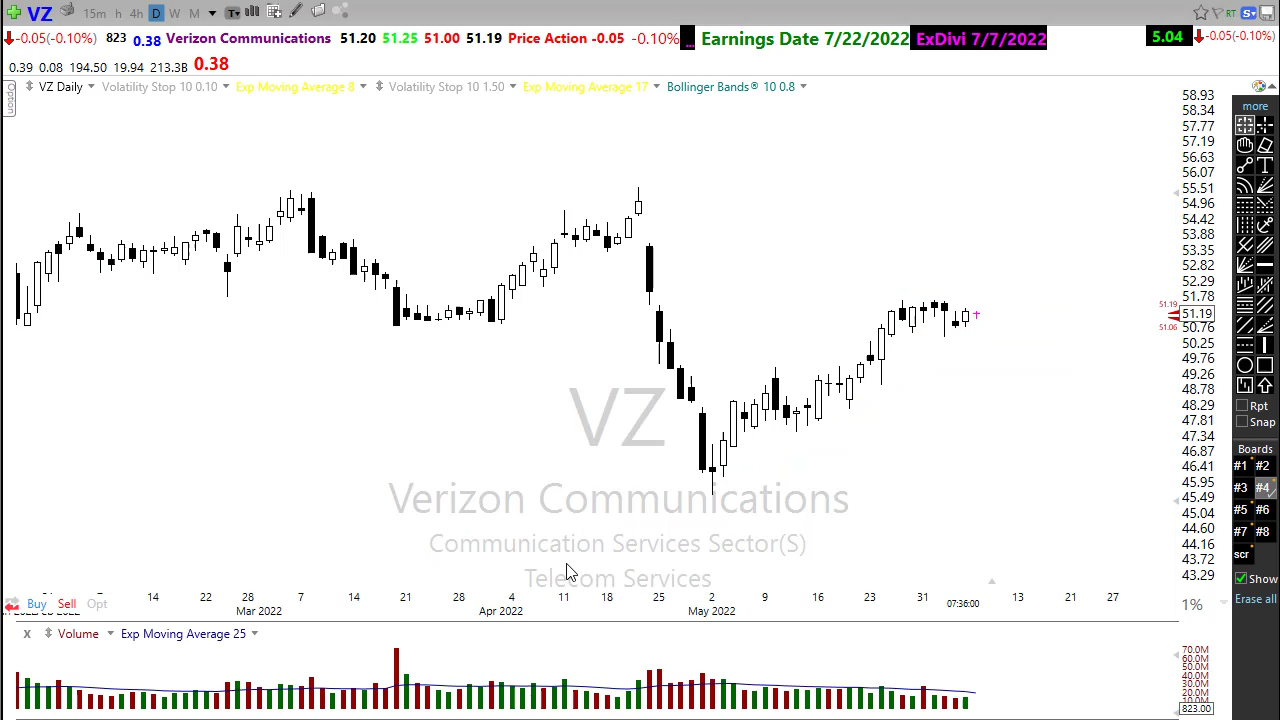 VZ 15m h 4h D W M T RT S
-0.05(-0.10%) 823 0.38 Verizon Communications 51.20 51.25 51.00 51.19 Price Action -0.05 -0.10% ... Earnings Date 7/22/2022 ExDivi 7/7/2022 5.04 -0.05(-0.10%)
0.39 0.08 194.50 19.94 213.3B 0.38
Option
VZ Daily Volatility Stop 10 0.10 Exp Moving Average 8 Volatility Stop 10 1.50 Exp Moving Average 17 Bollinger Bands® 10 0.8
58.93
58.34
57.77
57.19
56.63
56.07
55.51
54.96
54.42
53.88
53.35
52.82
52.29
51.78
51.19
51.19
51.06
50.76
50.25
49.76
49.26
48.78
48.29
47.81
47.34
46.87
46.41
45.95
45.49
45.04
44.60
44.16
43.72
43.29
VZ
Verizon Communications
Communication Services Sector(S)
Telecom Services
14 22 28 7 14 21 28 4 11 18 25 2 9 16 23 31 07:36:00 13 21 27
Mar 2022 Apr 2022 May 2022
Buy Sell Opt
1%
X Volume Exp Moving Average 25
70.0M
60.0M
50.0M
40.0M
30.0M
20.0M
823.00
more
Rpt
Snap
Boards
#1 #2
#3 #4
#5 #6
#7 #8
scr
Show
Erase all